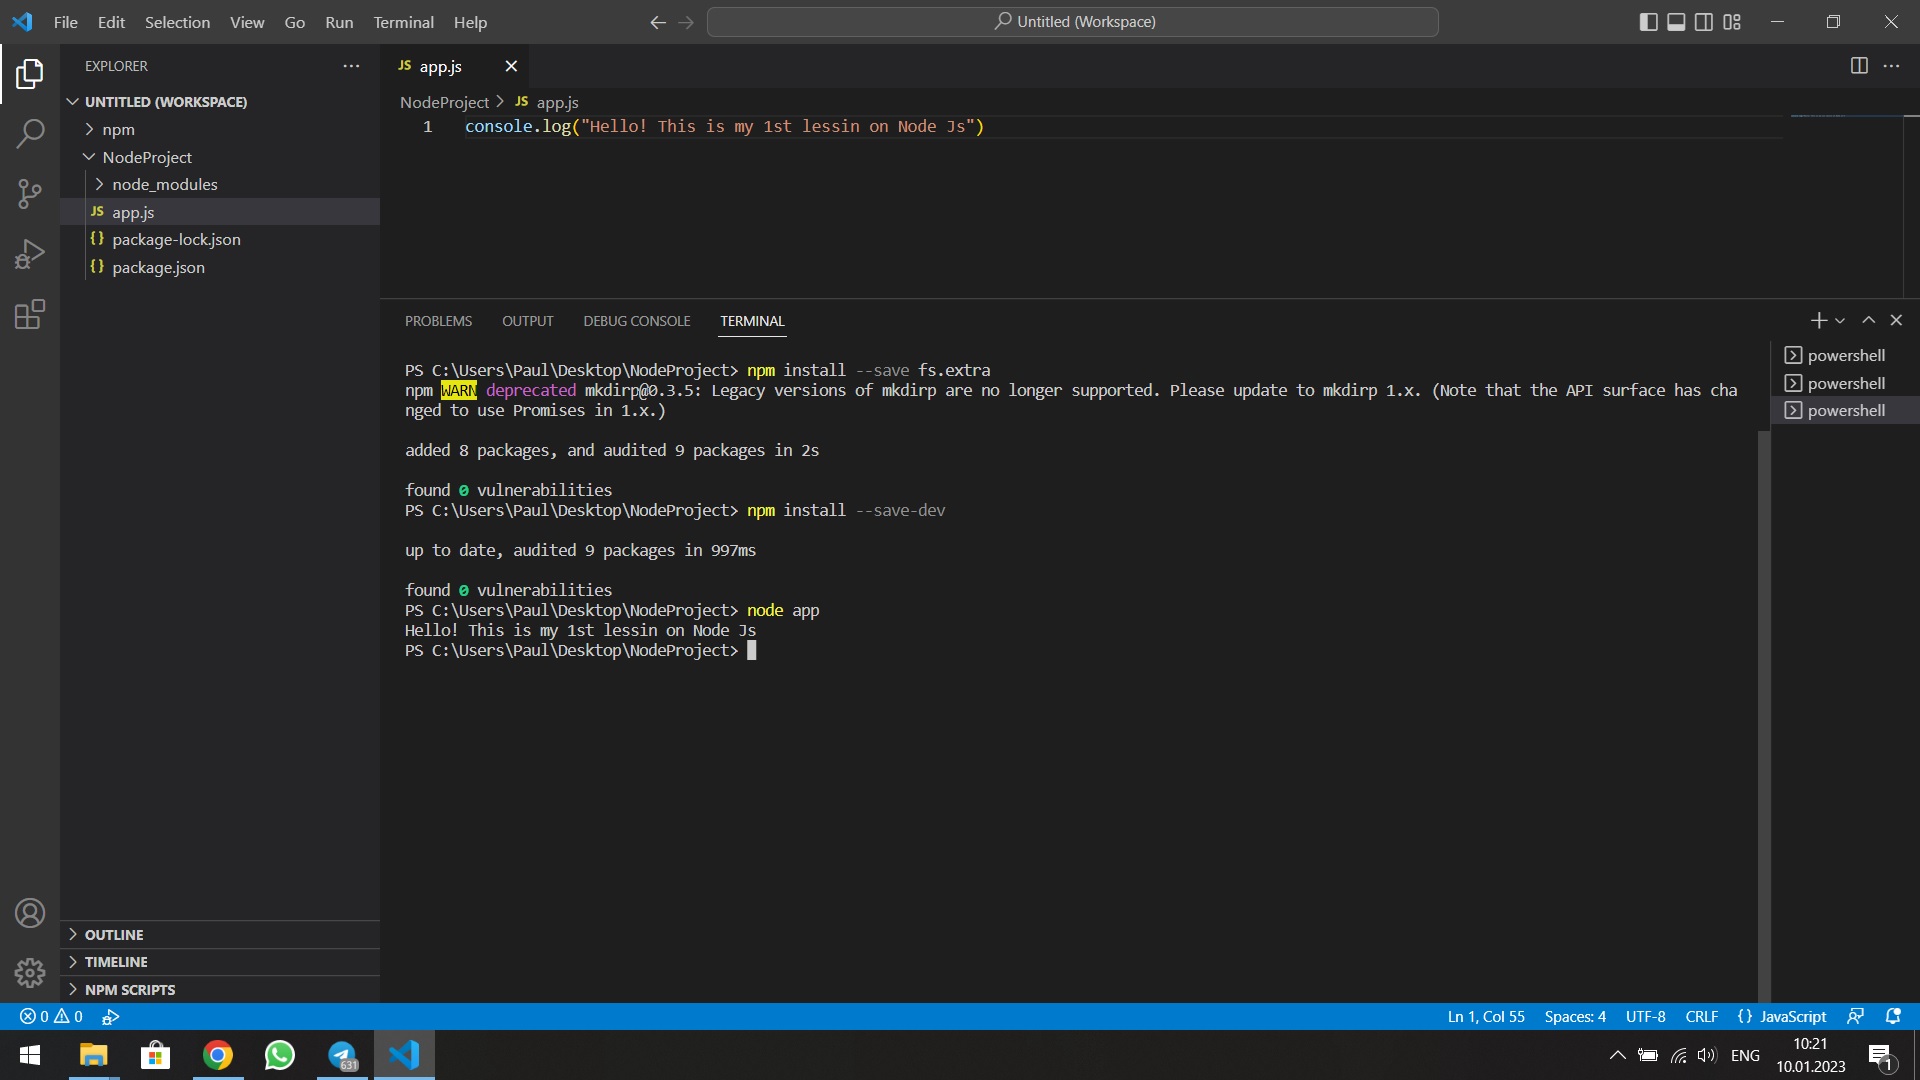 File Edit Selection View Go Run Terminal Help
Untitled (Workspace)
EXPLORER
JS app.js
UNTITLED (WORKSPACE)
NodeProject > JS app.js
npm
1 console.log("Hello! This is my 1st lessin on Node Js")
NodeProject
node_modules
JS app.js
{} package-lock.json
{} package.json
PROBLEMS OUTPUT DEBUG CONSOLE TERMINAL
powershell
powershell
powershell
PS C:\Users\Paul\Desktop\NodeProject> npm install --save fs.extra
npm WARN deprecated mkdirp@0.3.5: Legacy versions of mkdirp are no longer supported. Please update to mkdirp 1.x. (Note that the API surface has cha
nged to use Promises in 1.x.)
added 8 packages, and audited 9 packages in 2s
found 0 vulnerabilities
PS C:\Users\Paul\Desktop\NodeProject> npm install --save-dev
up to date, audited 9 packages in 997ms
found 0 vulnerabilities
PS C:\Users\Paul\Desktop\NodeProject> node app
Hello! This is my 1st lessin on Node Js
PS C:\Users\Paul\Desktop\NodeProject>
OUTLINE
TIMELINE
NPM SCRIPTS
0 0
Ln 1, Col 55 Spaces: 4 UTF-8 CRLF {} JavaScript
631
ENG
10:21
10.01.2023
1